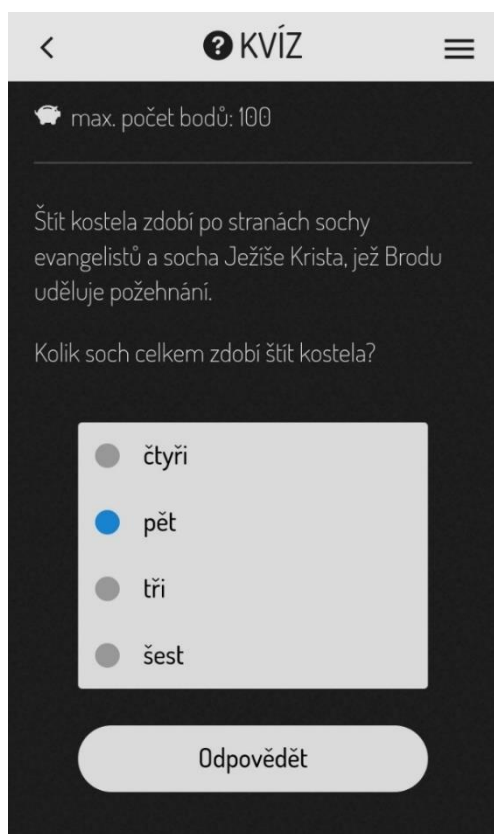 KVÍZ
max. počet bodů: 100
Štít kostela zdobí po stranách sochy
evangelistů a socha Ježíše Krista, jež Brodu
uděluje požehnání.
Kolik soch celkem zdobí štít kostela?
čtyři
pět
tři
šest
Odpovědět